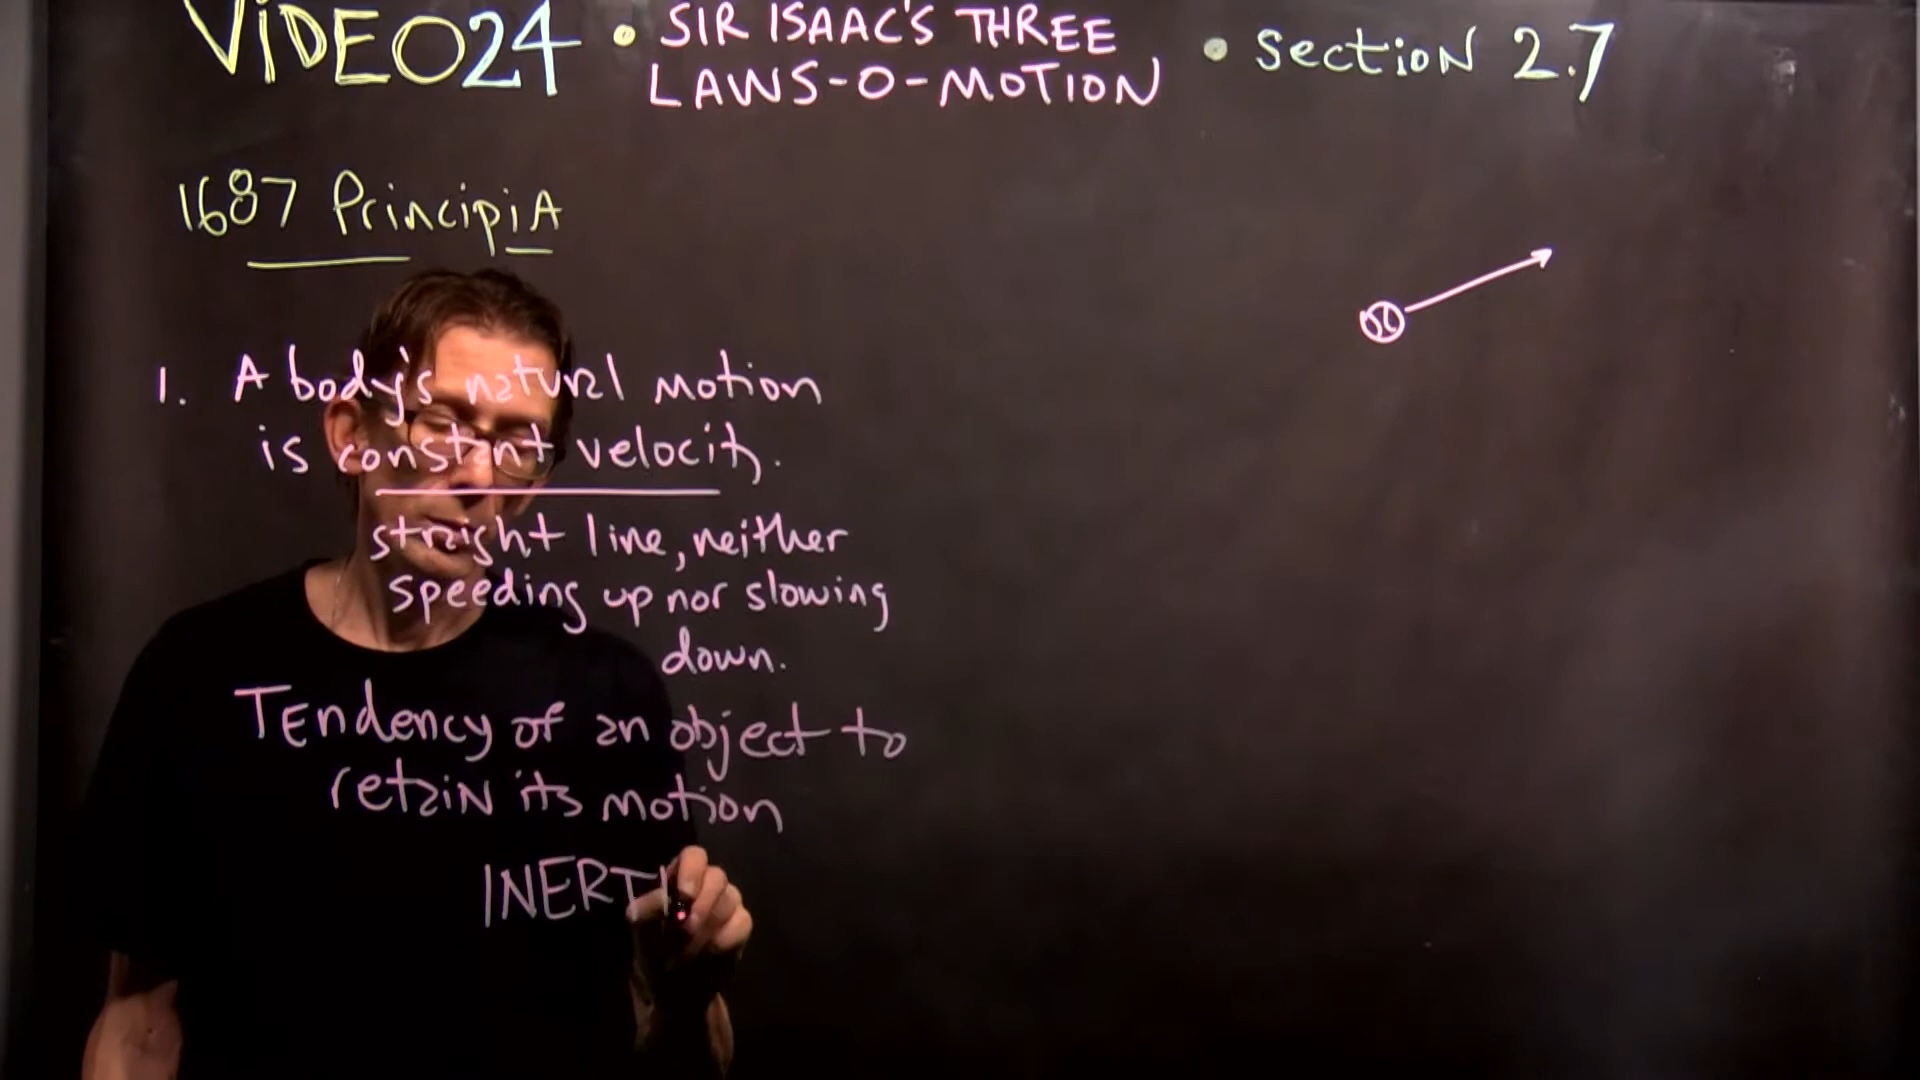 VIDEO24 • SIR ISAAC'S THREE LAWS-O-MOTION • Section 2.7
1687 PrincipiA
1. A body's natural motion
is constant velocity.
straight line, neither
speeding up nor slowing
down.
Tendency of an object to
retain its motion
INERTI